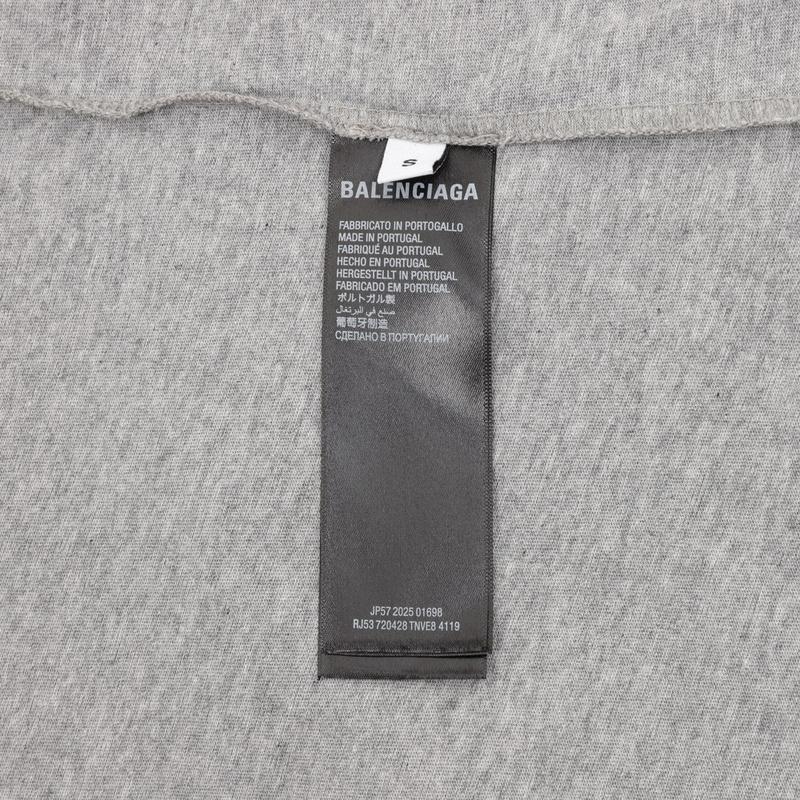 S
BALENCIAGA
FABBRICATO IN PORTOGALLO
MADE IN PORTUGAL
FABRIQUÉ AU PORTUGAL
HECHO EN PORTUGAL
HERGESTELLT IN PORTUGAL
FABRICADO EM PORTUGAL
ポルトガル製
صنع في البرتغال
葡萄牙制造
СДЕЛАНО В ПОРТУГАЛИИ
JP57 2025 01698
RJ53 720428 TNVE8 4119